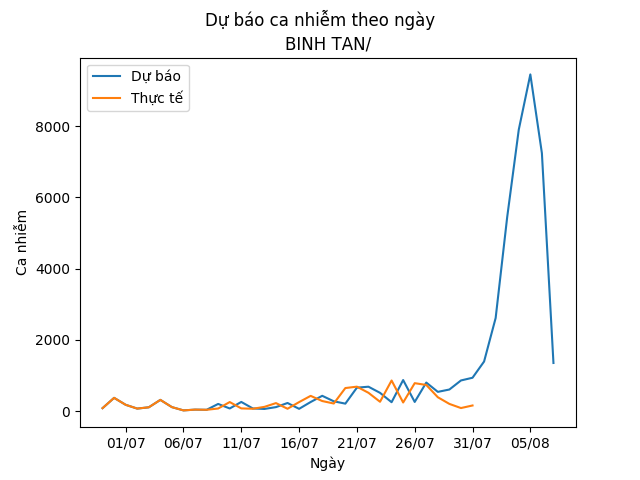 Dự báo ca nhiễm theo ngày
BINH TAN/
Dự báo
Thực tế
Ca nhiễm
8000
6000
4000
2000
0
01/07 06/07 11/07 16/07 21/07 26/07 31/07 05/08
Ngày